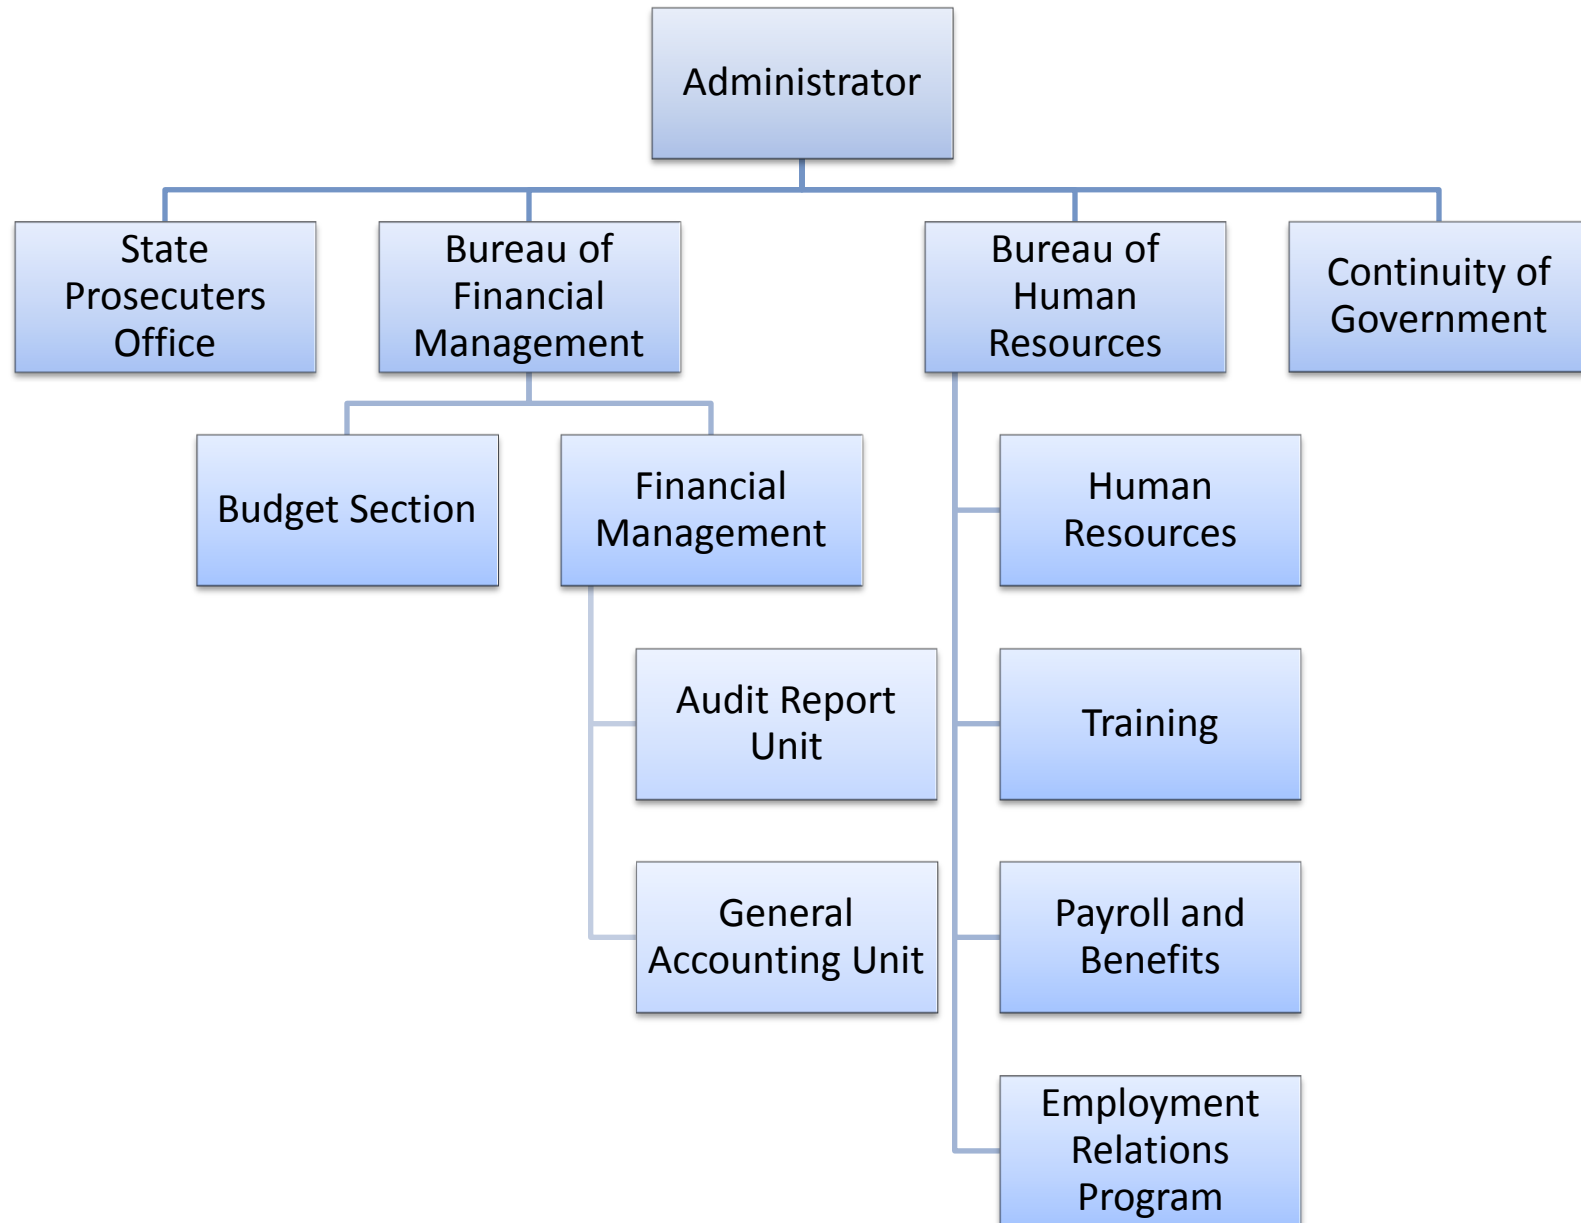 Administrator
State
Prosecuters
Office
Bureau of
Financial
Management
Bureau of
Human
Resources
Continuity of
Government
Budget Section
Financial
Management
Human
Resources
Audit Report
Unit
Training
General
Accounting Unit
Payroll and
Benefits
Employment
Relations
Program